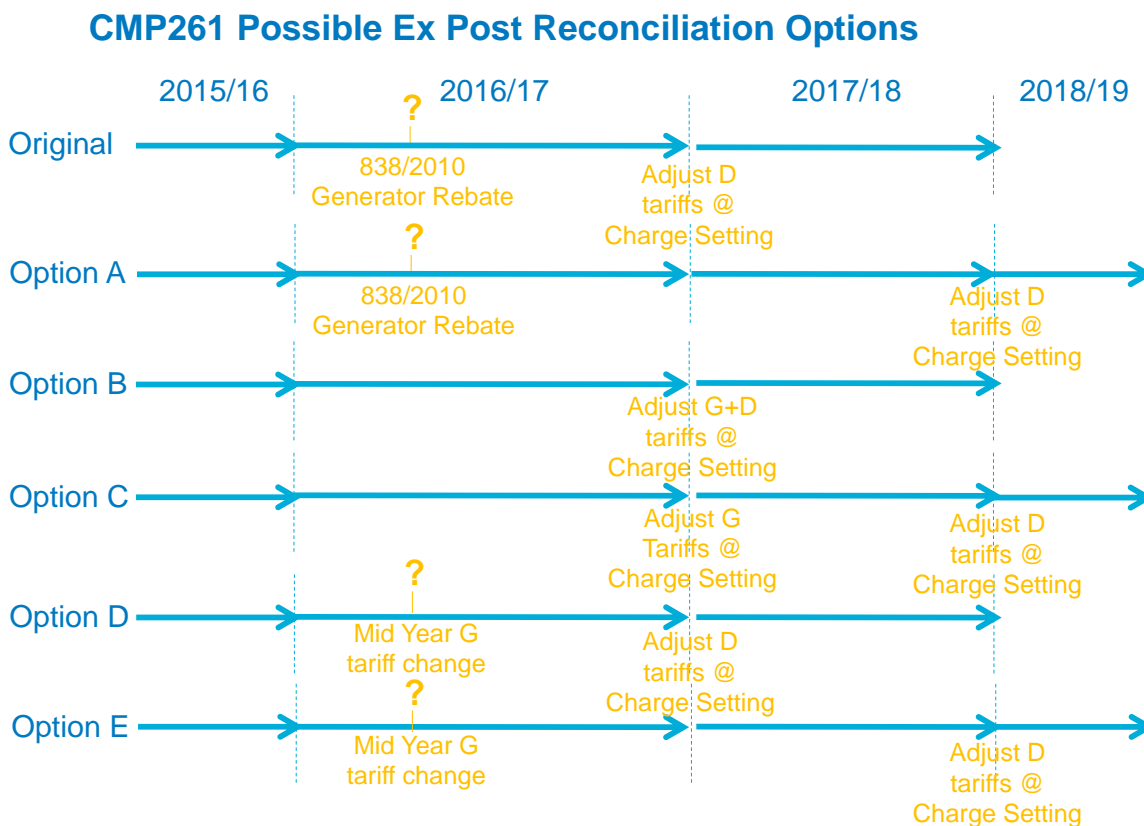 CMP261 Possible Ex Post Reconciliation Options
2015/16 2016/17 2017/18 2018/19
Original
?
838/2010
Generator Rebate
Adjust D
tariffs @
Charge Setting
Option A
?
838/2010
Generator Rebate
Adjust D
tariffs @
Charge Setting
Option B
Adjust G+D
tariffs @
Charge Setting
Option C
Adjust G
Tariffs @
Charge Setting
Adjust D
tariffs @
Charge Setting
Option D
?
Mid Year G
tariff change
Adjust D
tariffs @
Charge Setting
Option E
?
Mid Year G
tariff change
Adjust D
tariffs @
Charge Setting